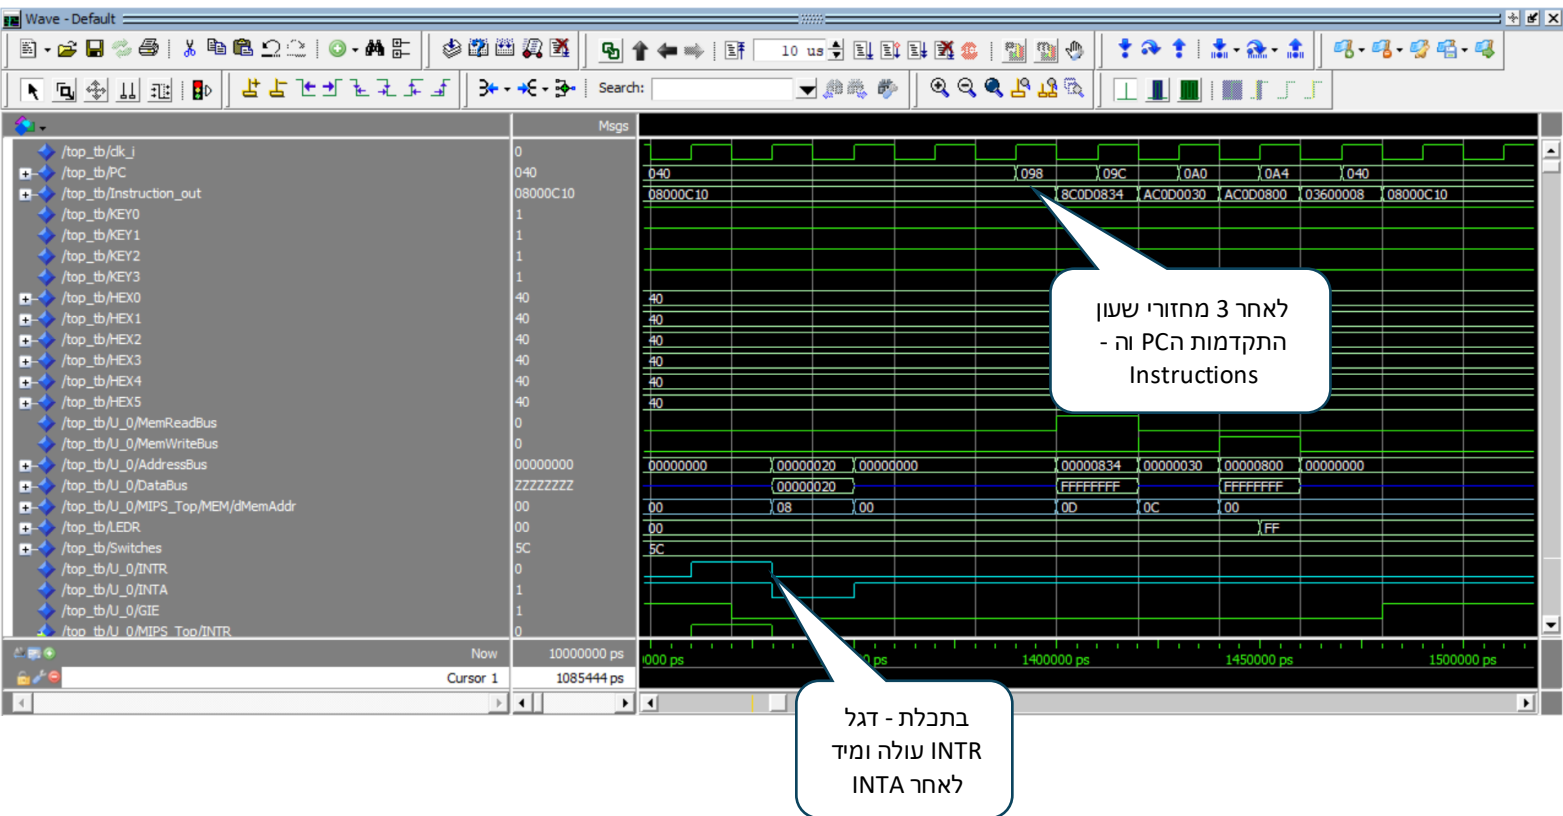 Wave - Default
10 us
Search:
Msgs
/top_tb/clk_i 0
/top_tb/PC 040 040 098 09C 0A0 0A4 040
/top_tb/Instruction_out 08000C10 08000C10 8C0D0834 AC0D0030 AC0D0800 03600008 08000C10
/top_tb/KEY0 1
/top_tb/KEY1 1
/top_tb/KEY2 1
/top_tb/KEY3 1
/top_tb/HEX0 40 40
/top_tb/HEX1 40 40
/top_tb/HEX2 40 40
/top_tb/HEX3 40 40
/top_tb/HEX4 40 40
/top_tb/HEX5 40 40
/top_tb/U_0/MemReadBus 0
/top_tb/U_0/MemWriteBus 0
/top_tb/U_0/AddressBus 00000000 00000000 00000020 00000000 00000834 00000030 00000800 00000000
/top_tb/U_0/DataBus ZZZZZZZZ 00000020 FFFFFFFF FFFFFFFF
/top_tb/U_0/MIPS_Top/MEM/dMemAddr 00 00 08 00 0D 0C 00
/top_tb/LEDR 00 00 FF
/top_tb/Switches 5C 5C
/top_tb/U_0/INTR 0
/top_tb/U_0/INTA 1
/top_tb/U_0/GIE 1
/top_tb/U_0/MIPS_Top/INTR 0
Now 10000000 ps 000 ps ps 1400000 ps 1450000 ps 1500000 ps
Cursor 1 1085444 ps
לאחר 3 מחזורי שעון
התקדמות הPC וה -
Instructions
בתכלת - דגל
INTR עולה ומיד
לאחר INTA